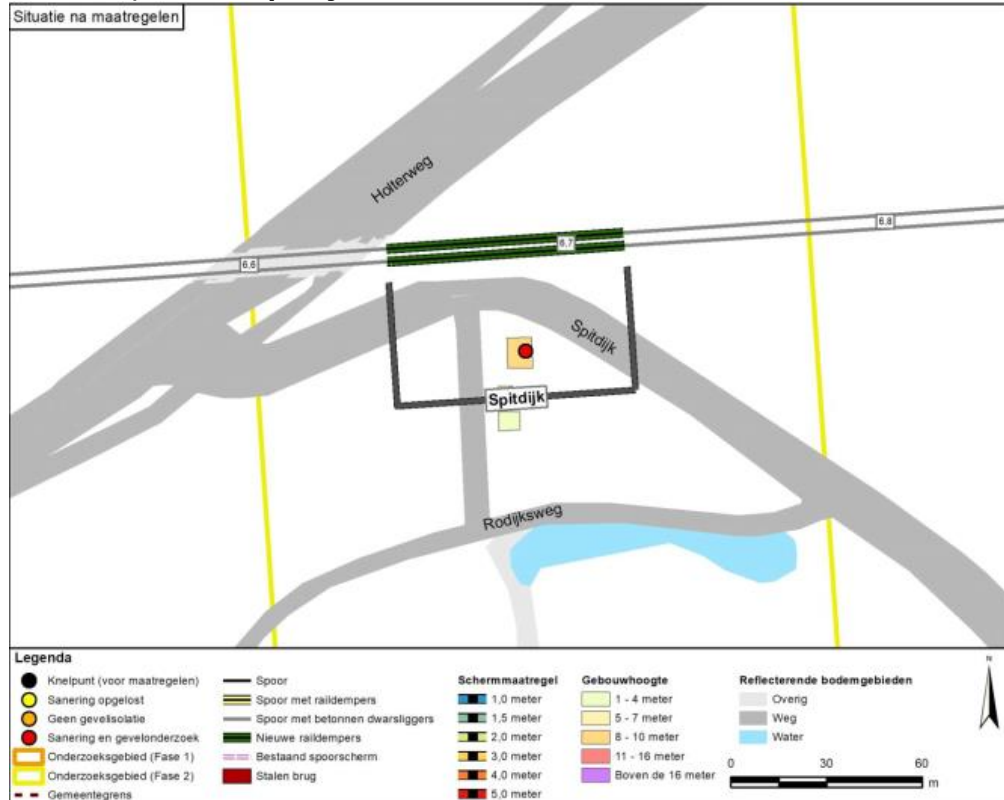 Situatie na maatregelen
Holterweg
6,6
6,7
6,8
Spitdijk
Spitdijk
Rodijksweg
Legenda
Knelpunt (voor maatregelen)
Sanering opgelost
Geen gevelisolatie
Sanering en gevelonderzoek
Onderzoeksgebied (Fase 1)
Onderzoeksgebied (Fase 2)
Gemeentegrens
Spoor
Spoor met raildempers
Spoor met betonnen dwarsliggers
Nieuwe raildempers
Bestaand spoorscherm
Stalen brug
Schermmaatregel
1,0 meter
1,5 meter
2,0 meter
3,0 meter
4,0 meter
5,0 meter
Gebouwhoogte
1 - 4 meter
5 - 7 meter
8 - 10 meter
11 - 16 meter
Boven de 16 meter
Reflecterende bodemgebieden
Overig
Weg
Water
N
0 30 60
m